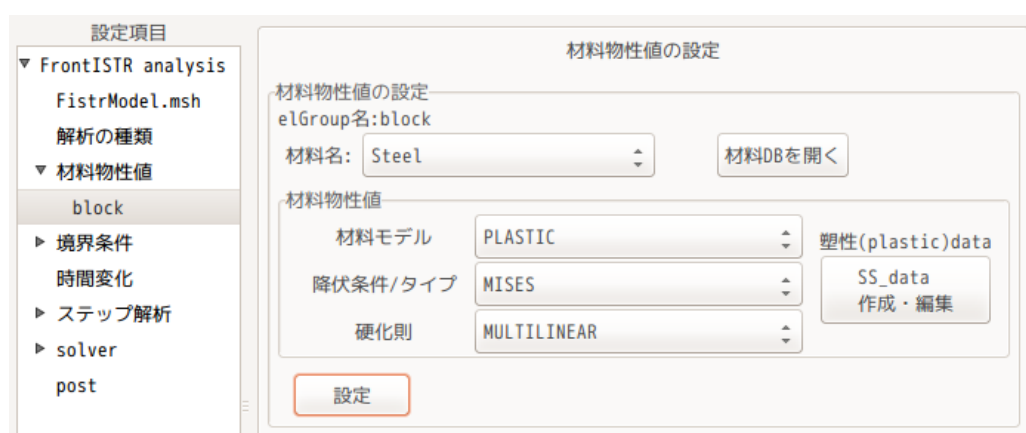 設定項目
FrontISTR analysis
FistrModel.msh
解析の種類
材料物性値
block
境界条件
時間変化
ステップ解析
solver
post
材料物性値の設定
材料物性値の設定
elGroup名:block
材料名: Steel 材料DBを開く
材料物性値
材料モデル PLASTIC 塑性(plastic)data
降伏条件/タイプ MISES SS_data
作成・編集
硬化則 MULTILINEAR
設定